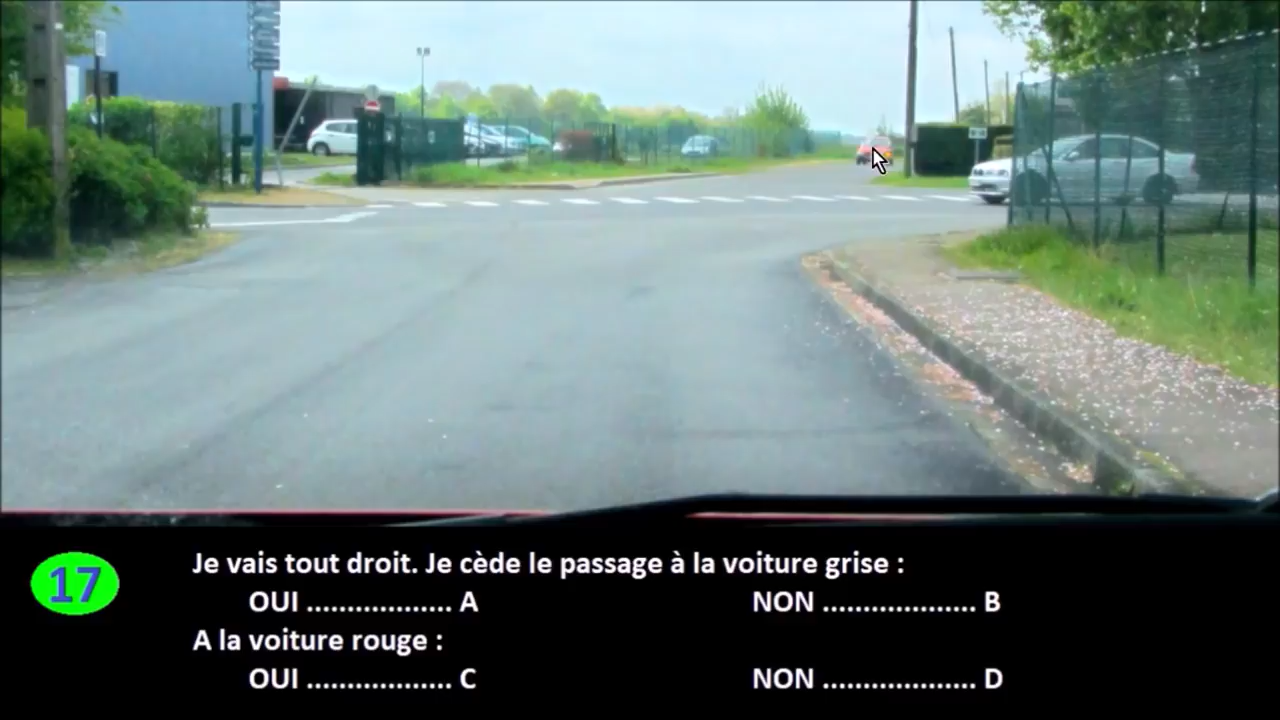 17
Je vais tout droit. Je cède le passage à la voiture grise :
OUI .................. A NON .................... B
A la voiture rouge :
OUI .................. C NON .................... D